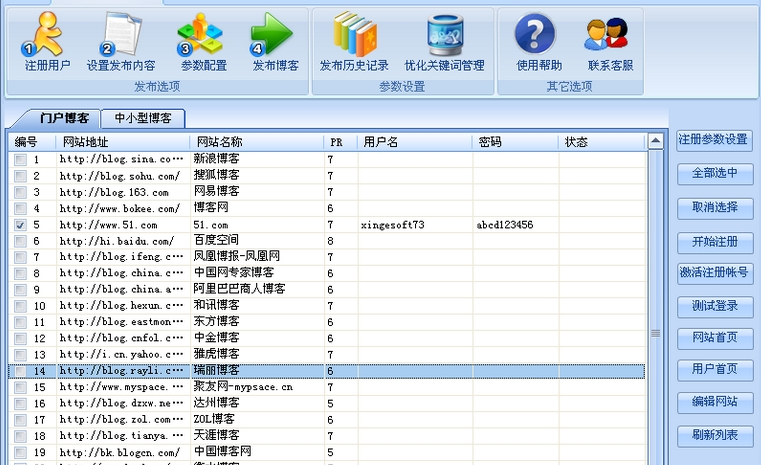 1 注册用户
2 设置发布内容
3 参数配置
4 发布博客
发布历史记录
优化关键词管理
使用帮助
联系客服
发布选项
参数设置
其它选项
门户博客 中小型博客
编号 网站地址 网站名称 PR 用户名 密码 状态
1 http://blog.sina.co··· 新浪博客 7
2 http://blog.sohu.com/ 搜狐博客 7
3 http://blog.163.com 网易博客 7
4 http://www.bokee.com/ 博客网 6
5 http://www.51.com 51.com 7 xingesoft73 abcd123456
6 http://hi.baidu.com/ 百度空间 8
7 http://blog.ifeng.c··· 凤凰博报-凤凰网 7
8 http://blog.china.c··· 中国网专家博客 6
9 http://blog.china.a··· 阿里巴巴商人博客 6
10 http://blog.hexun.c··· 和讯博客 7
11 http://blog.eastmon··· 东方博客 6
12 http://blog.cnfol.c··· 中金博客 6
13 http://i.cn.yahoo.c··· 雅虎博客 7
14 http://blog.rayli.c··· 瑞丽博客 6
15 http://www.myspace.··· 聚友网-mypsace.cn 7
16 http://blog.dzxw.ne··· 达州博客 5
17 http://blog.zol.com··· ZOL博客 6
18 http://blog.tianya.··· 天涯博客 7
19 http://bk.blogcn.com/ 中国博客网 5
注册参数设置
全部选中
取消选择
开始注册
激活注册帐号
测试登录
网站首页
用户首页
编辑网站
刷新列表